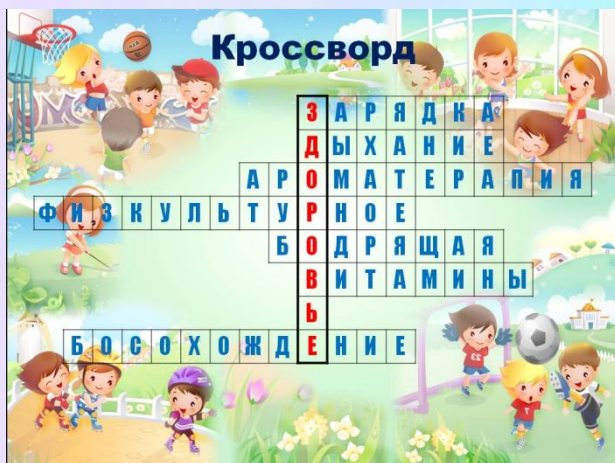 Кроссворд
ЗАРЯДКА
ДЫХАНИЕ
АРОМАТЕРАПИЯ
ФИЗКУЛЬТУРНОЕ
БОДРЯЩАЯ
ВИТАМИНЫ
Ь
БОСОХОЖДЕНИЕ